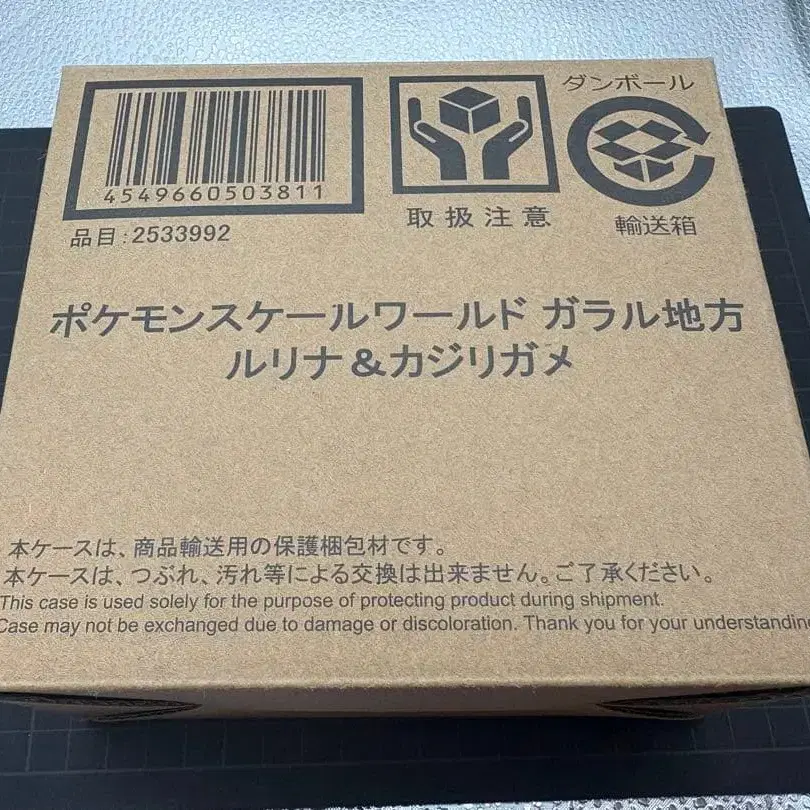 4549660503811
ダンボール
取扱注意
輸送箱
品目:2533992
ポケモンスケールワールド ガラル地方
ルリナ&カジリガメ
本ケースは、商品輸送用の保護梱包材です。
本ケースは、つぶれ、汚れ等による交換は出来ません。ご了承ください。
This case is used solely for the purpose of protecting product during shipment.
Case may not be exchanged due to damage or discoloration. Thank you for your understanding